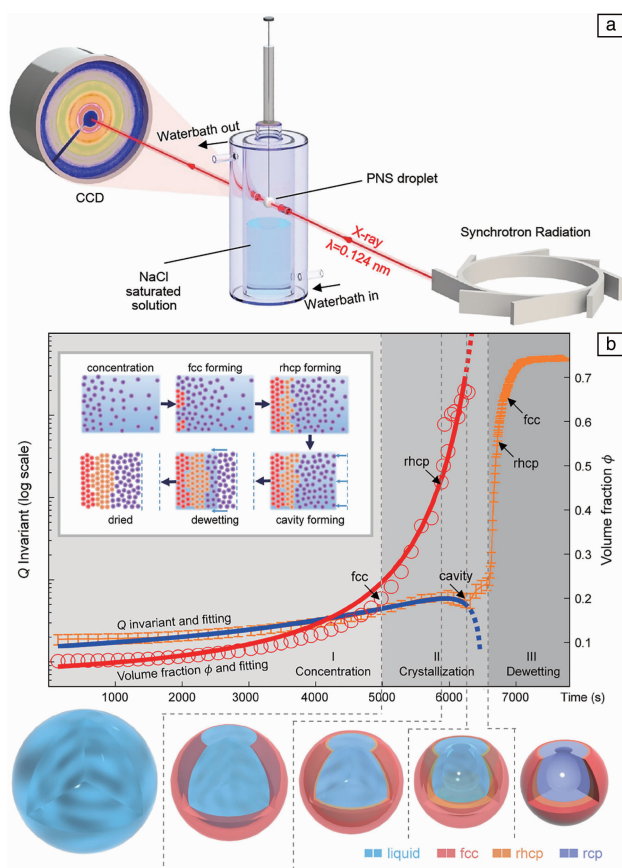 a
Waterbath out
CCD
PNS droplet
X-ray
λ=0.124 nm
Synchrotron Radiation
NaCl
saturated
solution
Waterbath in
b
concentration
fcc forming
rhcp forming
dried
dewetting
cavity forming
Q Invariant (log scale)
Volume fraction ϕ
0.7
0.6
0.5
0.4
0.3
0.2
0.1
fcc
rhcp
rhcp
fcc
cavity
Q invariant and fitting
Volume fraction ϕ and fitting
I
Concentration
II
Crystallization
III
Dewetting
1000 2000 3000 4000 5000 6000 7000 Time (s)
liquid fcc rhcp rcp